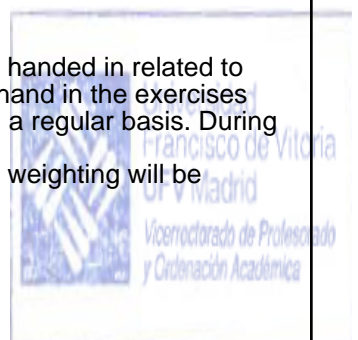 handed in related to
hand in the exercises
a regular basis. During
weighting will be
Universidad
Francisco de Vitoria
UFV Madrid
Vicerrectorado de Profesorado
y Ordenación Académica